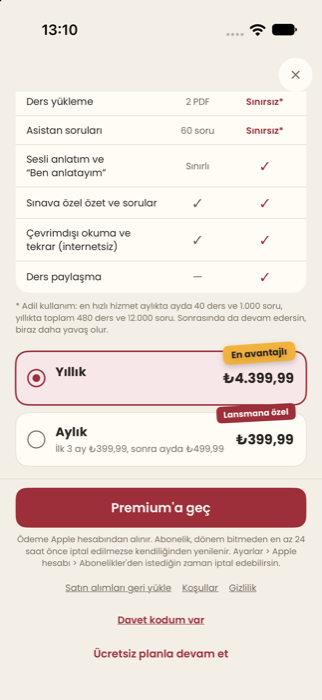 13:10
Ders yükleme 2 PDF Sınırsız*
Asistan soruları 60 soru Sınırsız*
Sesli anlatım ve
"Ben anlatayım" Sınırlı ✓
Sınava özel özet ve sorular ✓ ✓
Çevrimdışı okuma ve
tekrar (internetsiz) ✓ ✓
Ders paylaşma — ✓
* Adil kullanım: en hızlı hizmet aylıkta ayda 40 ders ve 1.000 soru,
yıllıkta toplam 480 ders ve 12.000 soru. Sonrasında da devam edersin,
biraz daha yavaş olur.
En avantajlı
Yıllık ₺4.399,99
Lansmana özel
Aylık ₺399,99
İlk 3 ay ₺399,99, sonra ayda ₺499,99
Premium'a geç
Ödeme Apple hesabından alınır. Abonelik, dönem bitmeden en az 24
saat önce iptal edilmezse kendiliğinden yenilenir. Ayarlar > Apple
hesabı > Abonelikler'den istediğin zaman iptal edebilirsin.
Satın alımları geri yükle Koşullar Gizlilik
Davet kodum var
Ücretsiz planla devam et